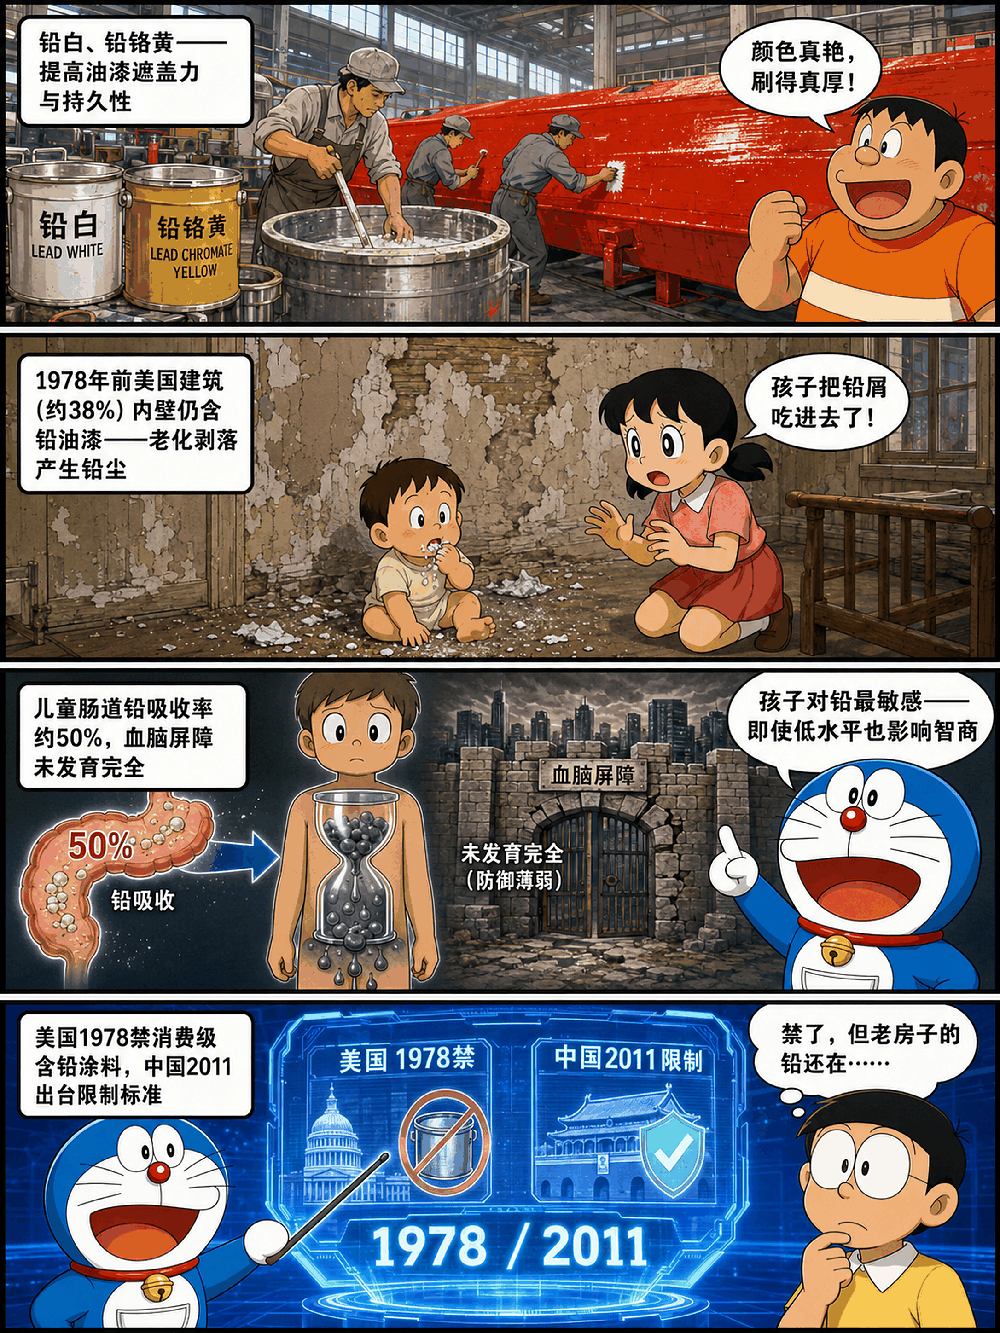 铅白、铅铬黄——
提高油漆遮盖力
与持久性
颜色真艳，
刷得真厚！
铅白
LEAD WHITE
铅铬黄
LEAD CHROMATE
YELLOW
1978年前美国建筑
(约38%) 内壁仍含
铅油漆——老化剥落
产生铅尘
孩子把铅屑
吃进去了！
儿童肠道铅吸收率
约50%，血脑屏障
未发育完全
50%
铅吸收
血脑屏障
未发育完全
（防御薄弱）
孩子对铅最敏感——
即使低水平也影响智商
美国1978禁消费级
含铅涂料，中国2011
出台限制标准
美国 1978禁
中国2011限制
1978 / 2011
禁了，但老房子的
铅还在……